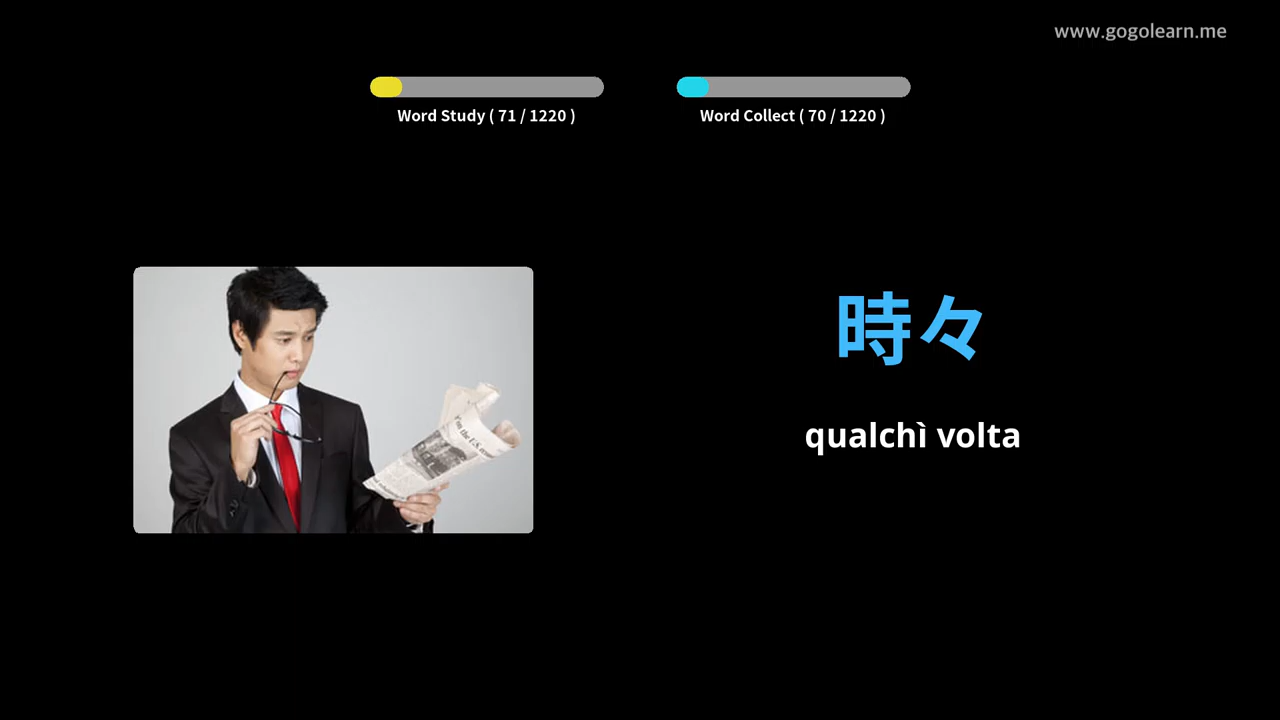 www.gogolearn.me
Word Study ( 71 / 1220 )
Word Collect ( 70 / 1220 )
時々
qualchì volta